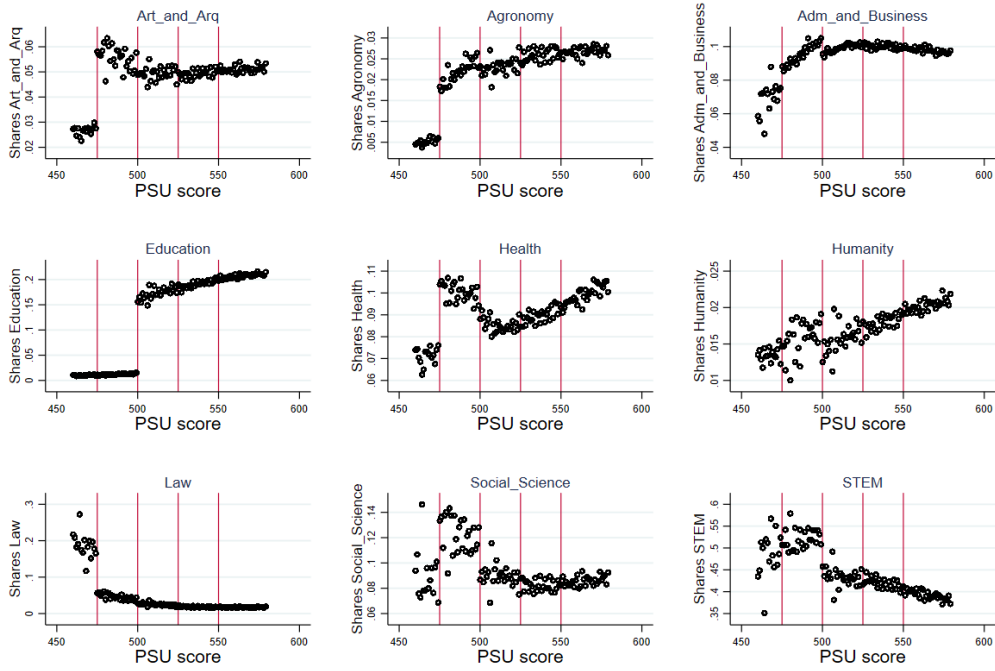 Art_and_Arq
Shares Art_and_Arq
.02 .03 .04 .05 .06
450 500 550 600
PSU score
Agronomy
Shares Agronomy
.005 .01 .015 .02 .025 .03
450 500 550 600
PSU score
Adm_and_Business
Shares Adm_and_Business
.04 .06 .08 .1
450 500 550 600
PSU score
Education
Shares Education
0 .05 .1 .15 .2
450 500 550 600
PSU score
Health
Shares Health
.06 .07 .08 .09 .1 .11
450 500 550 600
PSU score
Humanity
Shares Humanity
.01 .015 .02 .025
450 500 550 600
PSU score
Law
Shares Law
0 .1 .2 .3
450 500 550 600
PSU score
Social_Science
Shares Social_Science
.06 .08 .1 .12 .14
450 500 550 600
PSU score
STEM
Shares STEM
.35 .4 .45 .5 .55 .6
450 500 550 600
PSU score